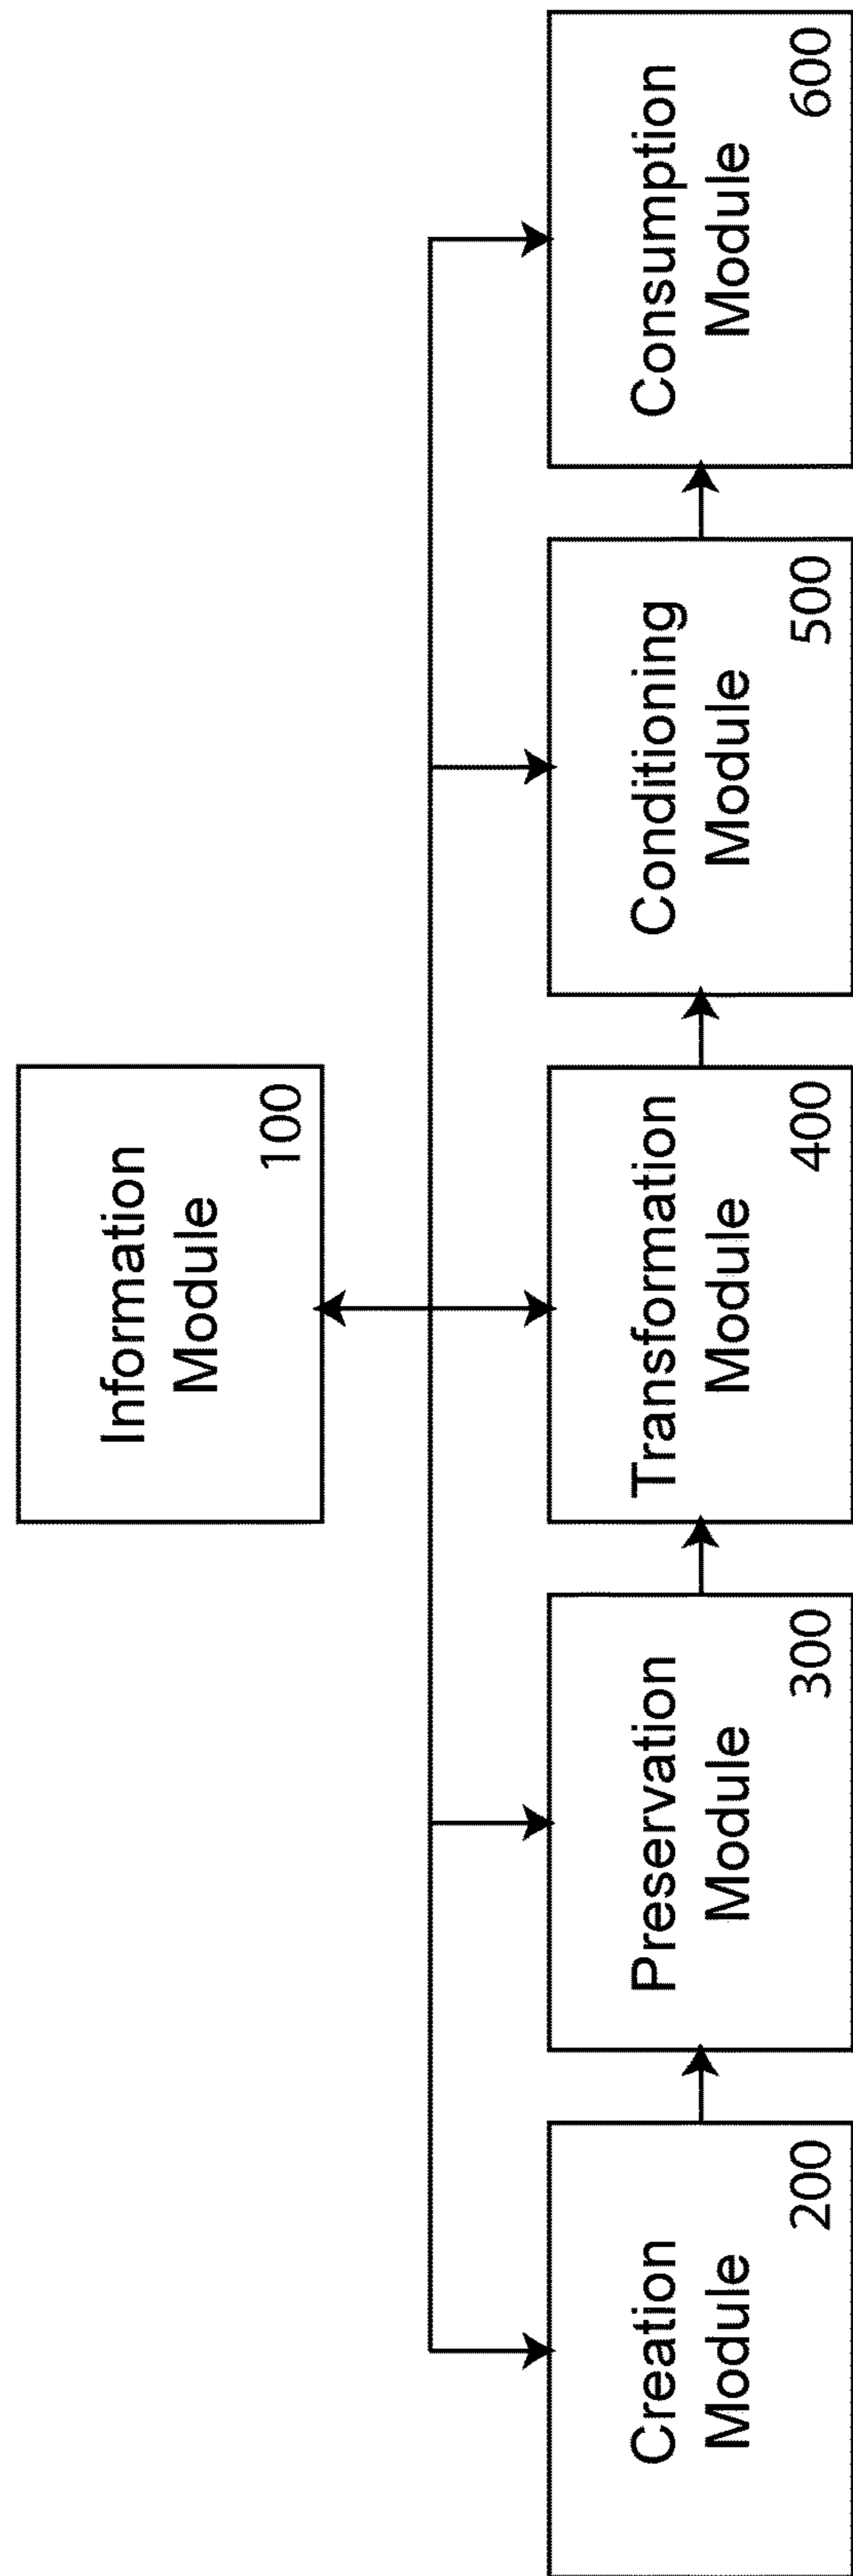 Information
Module
100
Creation
Module
200
Preservation
Module
300
Transformation
Module
400
Conditioning
Module
500
Consumption
Module
600